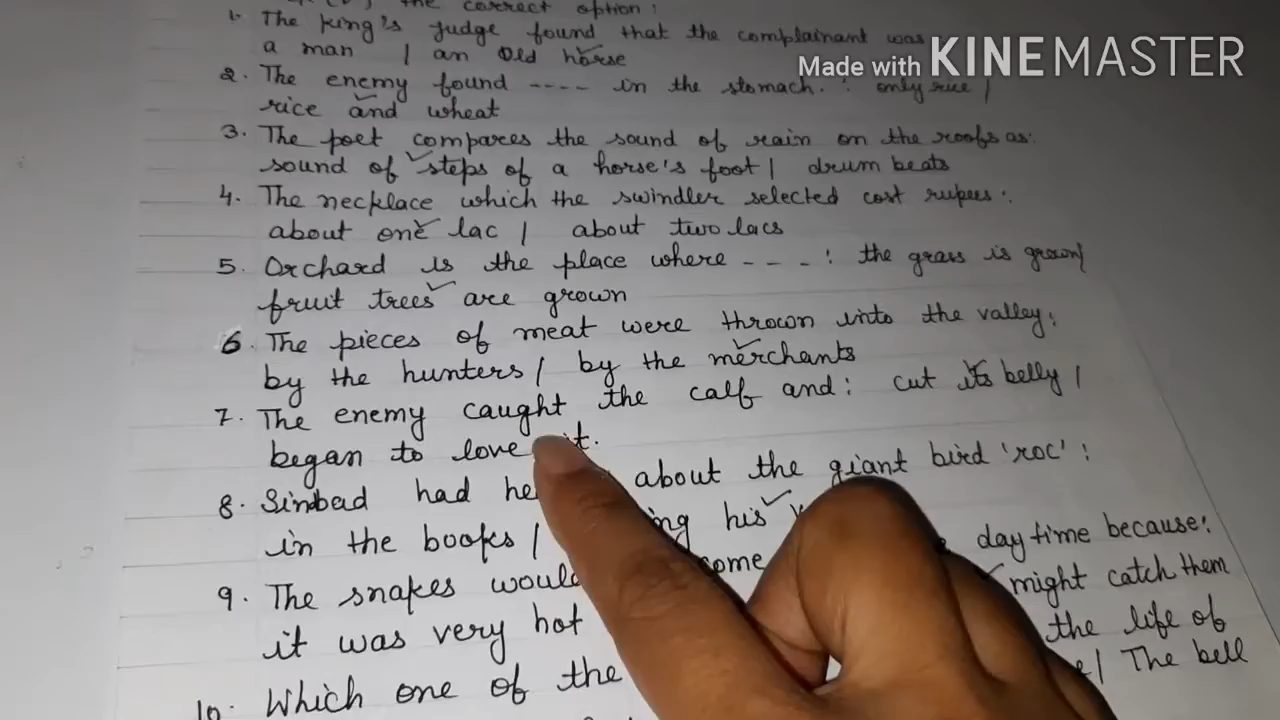 the correct option:
1. The king's judge found that the complainant was
a man / an old horse
Made with KINEMASTER
2. The enemy found ---- in the stomach. : only rice /
rice and wheat
3. The poet compares the sound of rain on the roofs as:
sound of steps of a horse's foot / drum beats
4. The necklace which the swindler selected cost rupees:
about one lac / about two lacs
5. Orchard is the place where - - - : the grass is grown/
fruit trees are grown
6. The pieces of meat were thrown into the valley:
by the hunters / by the merchants
7. The enemy caught the calf and: cut its belly /
began to love it.
8. Sinbad had about the giant bird 'roc':
in the books / his
9. The snakes would day time because:
it was very hot might catch them
10. Which one of the the life of
The bell